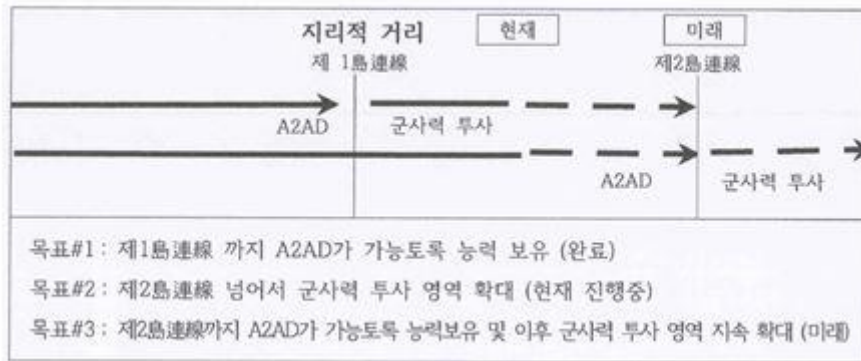 지리적 거리 현재 미래
제 1島連線 제2島連線
A2AD 군사력 투사
A2AD 군사력 투사
목표#1 : 제1島連線 까지 A2AD가 가능토록 능력 보유 (완료)
목표#2 : 제2島連線 넘어서 군사력 투사 영역 확대 (현재 진행중)
목표#3 : 제2島連線까지 A2AD가 가능토록 능력보유 및 이후 군사력 투사 영역 지속 확대 (미래)